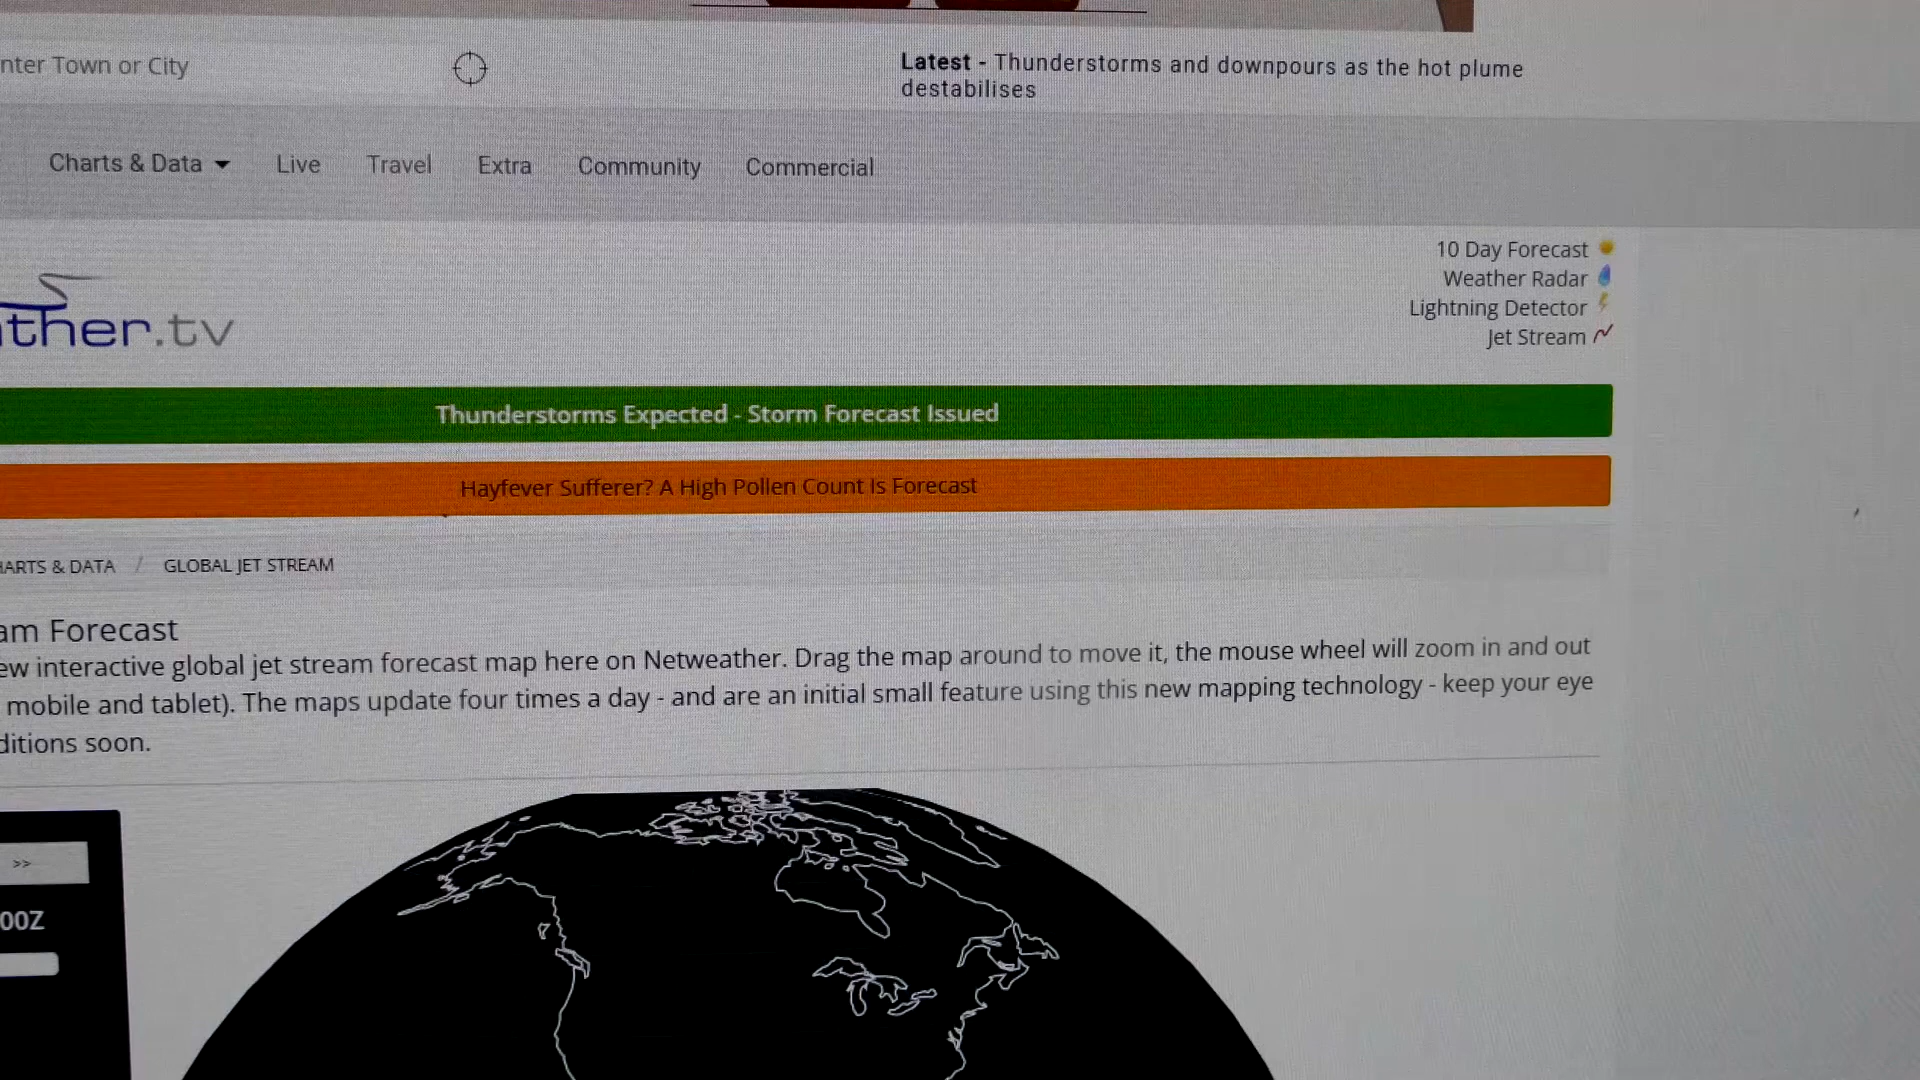 nter Town or City
Latest - Thunderstorms and downpours as the hot plume
destabilises
Charts & Data Live Travel Extra Community Commercial
10 Day Forecast
Weather Radar
Lightning Detector
Jet Stream
ther.tv
Thunderstorms Expected - Storm Forecast Issued
Hayfever Sufferer? A High Pollen Count Is Forecast
ARTS & DATA / GLOBAL JET STREAM
am Forecast
ew interactive global jet stream forecast map here on Netweather. Drag the map around to move it, the mouse wheel will zoom in and out
mobile and tablet). The maps update four times a day - and are an initial small feature using this new mapping technology - keep your eye
ditions soon.
>>
00Z